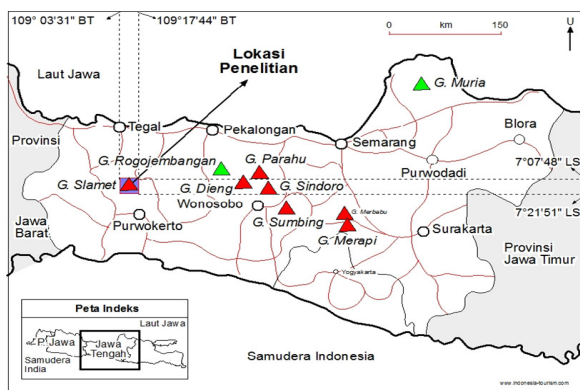 109° 03'31" BT
109°17'44" BT
0
km
150
U
Lokasi
Penelitian
Laut Jawa
G. Muria
Provinsi
Tegal
Pekalongan
Semarang
Blora
G. Rogojembangan
G. Parahu
Purwodadi
7°07'48" LS
G. Slamet
G. Dieng
G. Sindoro
Wonosobo
Jawa
Barat
Purwokerto
G. Sumbing
G. Merbabu
G. Merapi
Surakarta
7°21'51" LS
Provinsi
Jawa Timur
Yogyakarta
Peta Indeks
Laut Jawa
P. Jawa
Jawa
Tengah
Samudera
India
Samudera Indonesia
www.indonesia-tourism.com